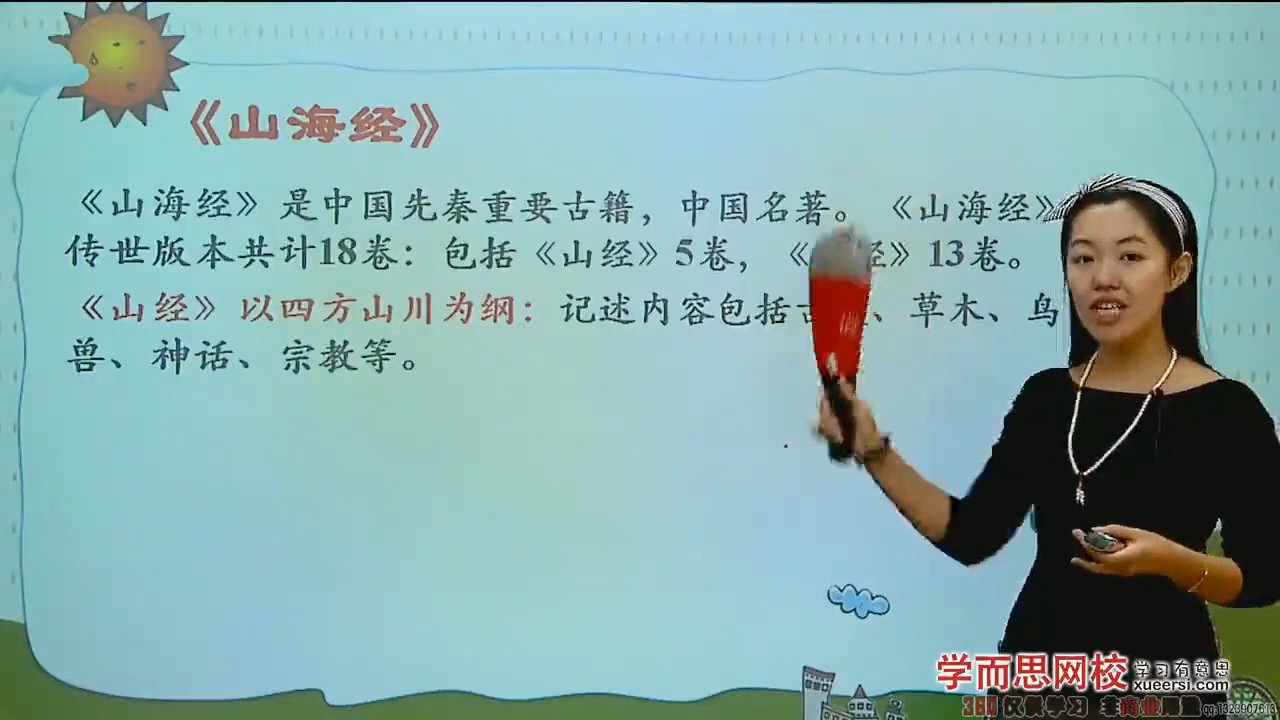 《山海经》
《山海经》是中国先秦重要古籍，中国名著。《山海经》
传世版本共计18卷：包括《山经》5卷，《经》13卷。
《山经》以四方山川为纲：记述内容包括、草木、鸟
兽、神话、宗教等。
学而思网校 学习有意思
xueersi.com
qq:1323907613